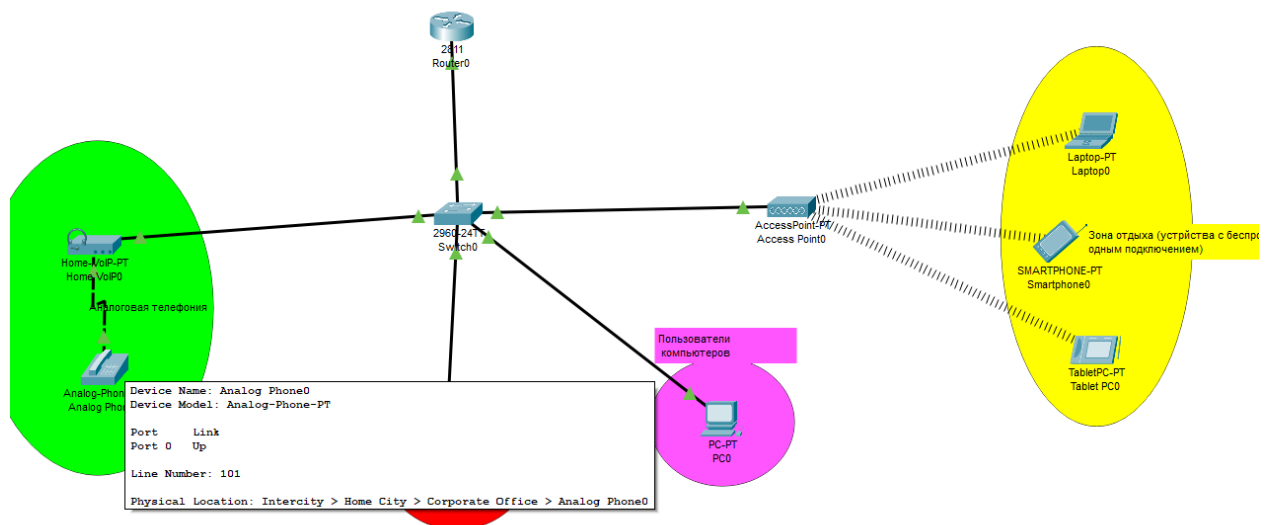 2811
Router0
Laptop-PT
Laptop0
2960-24TT
Switch0
AccessPoint-PT
Access Point0
Зона отдыха (устрйства с беспро
одным подключением)
Home-VoIP-PT
Home-VoIP0
SMARTPHONE-PT
Smartphone0
Аналоговая телефония
Пользователи
компьютеров
TabletPC-PT
Tablet PC0
Analog-Phon
Analog Phon
PC-PT
PC0
Device Name: Analog Phone0
Device Model: Analog-Phone-PT
Port Link
Port 0 Up
Line Number: 101
Physical Location: Intercity > Home City > Corporate Office > Analog Phone0